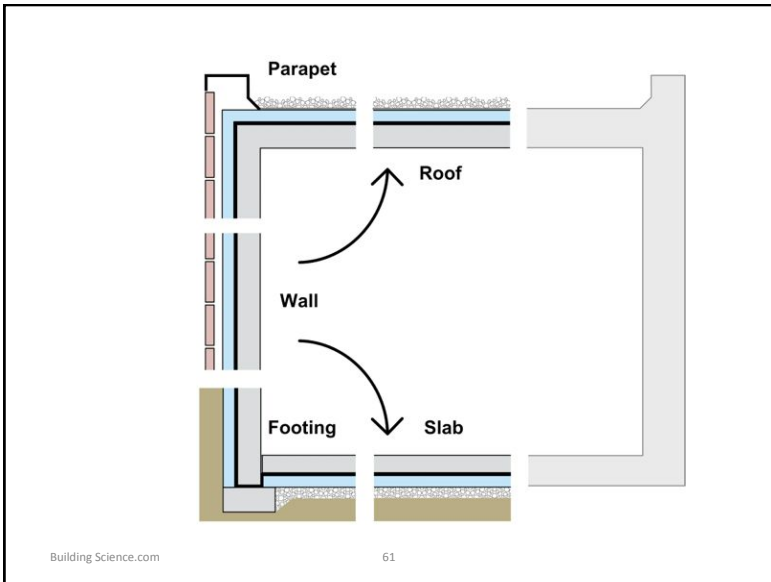 Parapet
Roof
Wall
Footing
Slab
Building Science.com
61